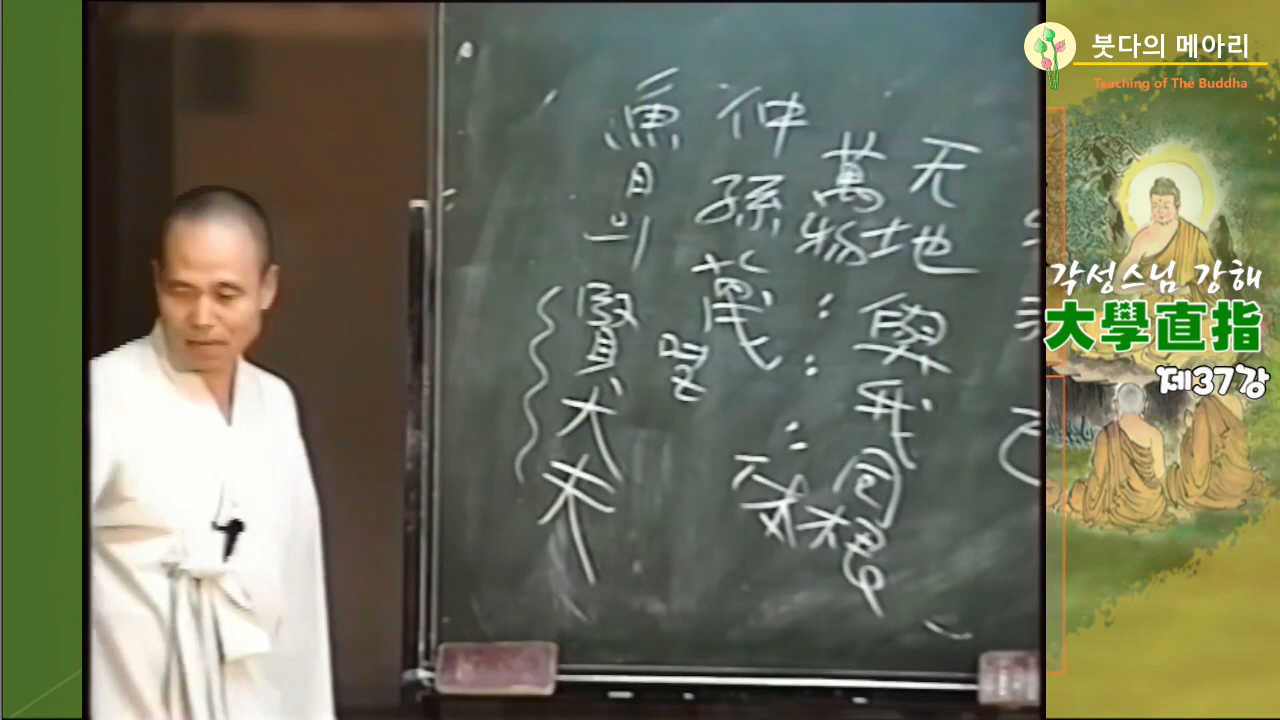 붓다의 메아리
Teaching of The Buddha
각성스님 강해
大學直指
제37강
天地與我同根
萬物
仲孫蔑
魯의 賢大夫